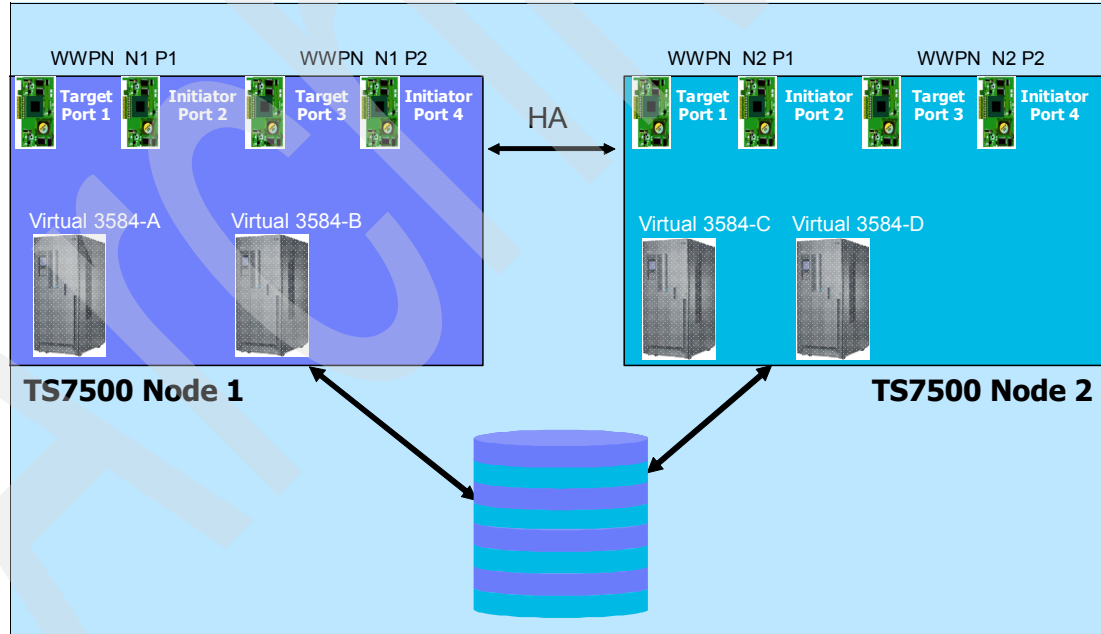 WWPN N1 P1
WWPN N1 P2
WWPN N2 P1
WWPN N2 P2
Target Port 1
Initiator Port 2
Target Port 3
Initiator Port 4
HA
Target Port 1
Initiator Port 2
Target Port 3
Initiator Port 4
Virtual 3584-A
Virtual 3584-B
Virtual 3584-C
Virtual 3584-D
TS7500 Node 1
TS7500 Node 2